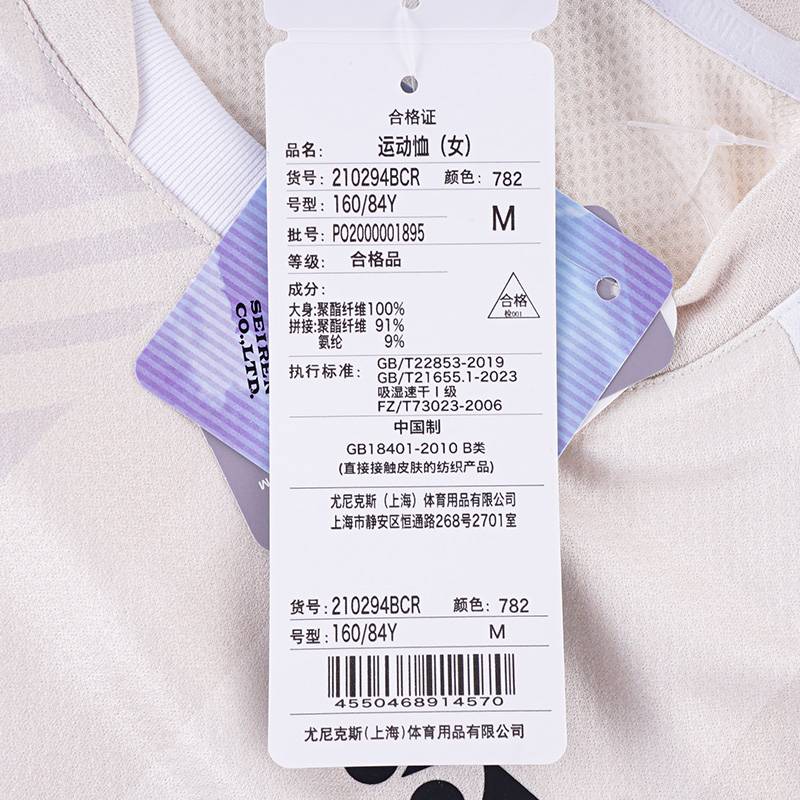 合格证
品名: 运动恤(女)
货号: 210294BCR 颜色: 782
号型: 160/84Y M
批号: PO2000001895
等级: 合格品
成分:
大身:聚酯纤维100%
拼接:聚酯纤维 91%
氨纶 9%
合格
检001
执行标准: GB/T22853-2019
GB/T21655.1-2023
吸湿速干Ⅰ级
FZ/T73023-2006
中国制
GB18401-2010 B类
(直接接触皮肤的纺织产品)
尤尼克斯(上海)体育用品有限公司
上海市静安区恒通路268号2701室
货号: 210294BCR 颜色: 782
号型: 160/84Y M
4550468914570
尤尼克斯(上海)体育用品有限公司
SEIREN
CO.,LTD.
M